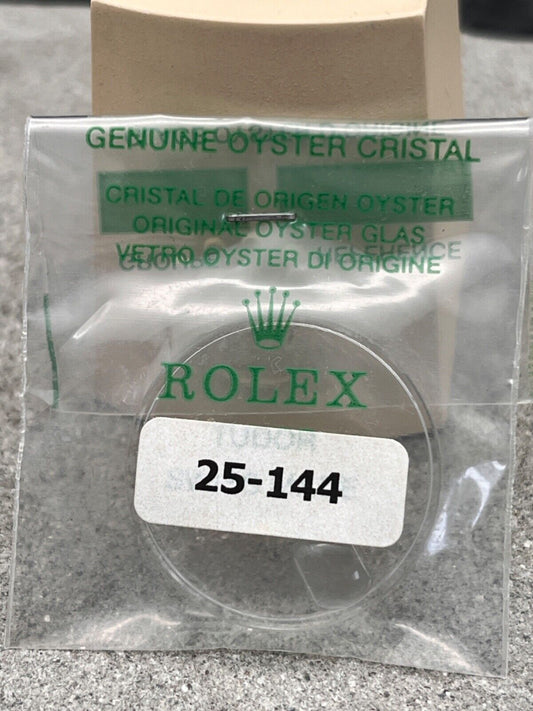 GENUINE OYSTER CRISTAL
CRISTAL DE ORIGEN OYSTER
ORIGINAL OYSTER GLAS
VETRO OYSTER DI ORIGINE
ROLEX
TUDOR
25-144